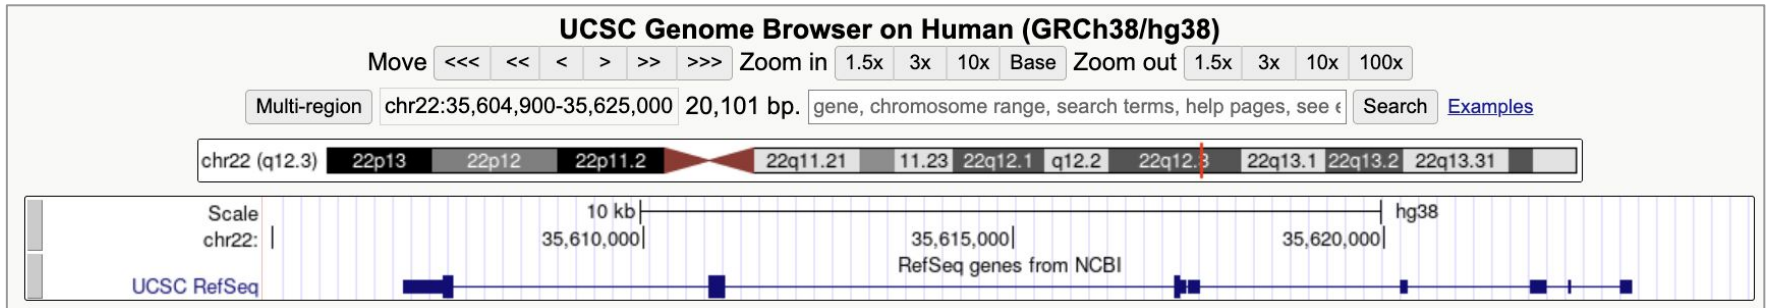 UCSC Genome Browser on Human (GRCh38/hg38)
Move <<< << < > >> >>> Zoom in 1.5x 3x 10x Base Zoom out 1.5x 3x 10x 100x
Multi-region chr22:35,604,900-35,625,000 20,101 bp. gene, chromosome range, search terms, help pages, see e Search Examples
chr22 (q12.3) 22p13 22p12 22p11.2 22q11.21 11.23 22q12.1 q12.2 22q12.3 22q13.1 22q13.2 22q13.31
Scale 10 kb hg38
chr22: 35,610,000 35,615,000 35,620,000
RefSeq genes from NCBI
UCSC RefSeq